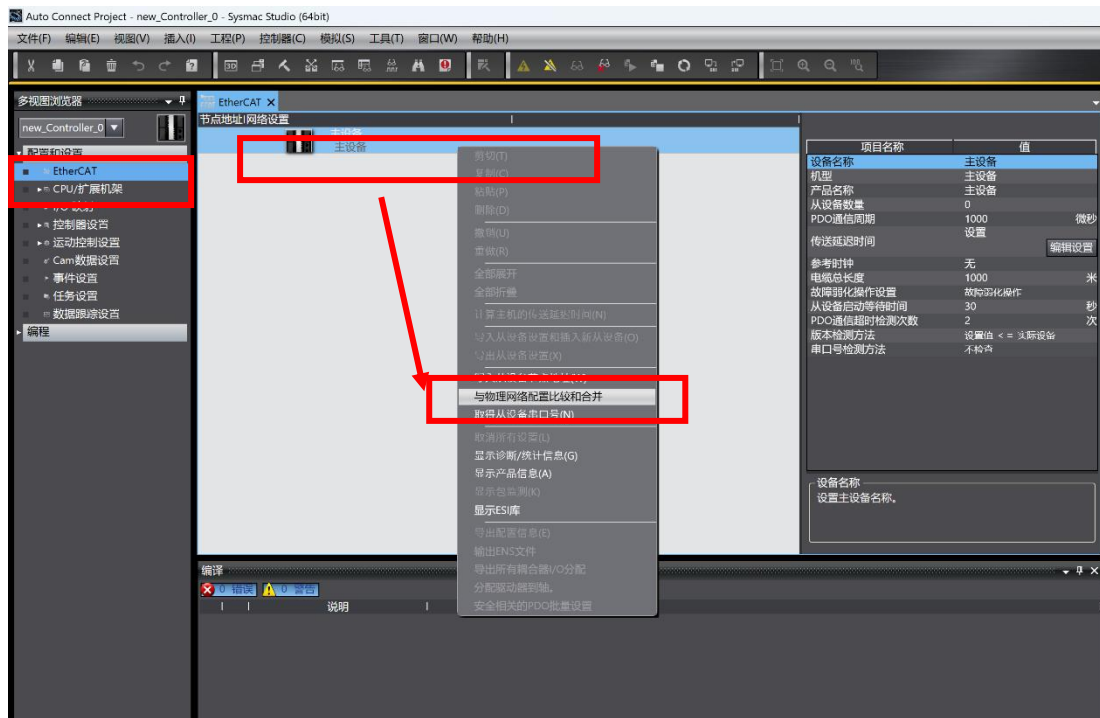 Auto Connect Project - new_Controller_0 - Sysmac Studio (64bit)
文件(F) 编辑(E) 视图(V) 插入(I) 工程(P) 控制器(C) 模拟(S) 工具(T) 窗口(W) 帮助(H)
多视图浏览器
new_Controller_0
配置和设置
EtherCAT
CPU/扩展机架
I/O 映射
控制器设置
运动控制设置
Cam数据设置
事件设置
任务设置
数据跟踪设置
编程
EtherCAT
节点地址|网络设置
主设备
主设备
剪切(T)
复制(C)
粘贴(P)
删除(D)
撤销(U)
重做(R)
全部展开
全部折叠
计算主机的传送延迟时间(N)
导入从设备设置和插入新从设备(O)
导出从设备设置(X)
写入从设备节点地址(W)
与物理网络配置比较和合并
取得从设备串口号(N)
取消所有设置(L)
显示诊断/统计信息(G)
显示产品信息(A)
显示包监测(K)
显示ESI库
导出配置信息(E)
输出ENS文件
导出所有耦合器I/O分配
分配驱动器到轴。
安全相关的PDO批量设置
项目名称 值
设备名称 主设备
机型 主设备
产品名称 主设备
从设备数量 0
PDO通信周期 1000 微秒
传送延迟时间 设置
编辑设置
参考时钟 无
电缆总长度 1000 米
故障弱化操作设置 故障弱化操作
从设备启动等待时间 30 秒
PDO通信超时检测次数 2 次
版本检测方法 设置值 < = 实际设备
串口号检测方法 不检查
设备名称
设置主设备名称。
编译
0 错误 0 警告
说明